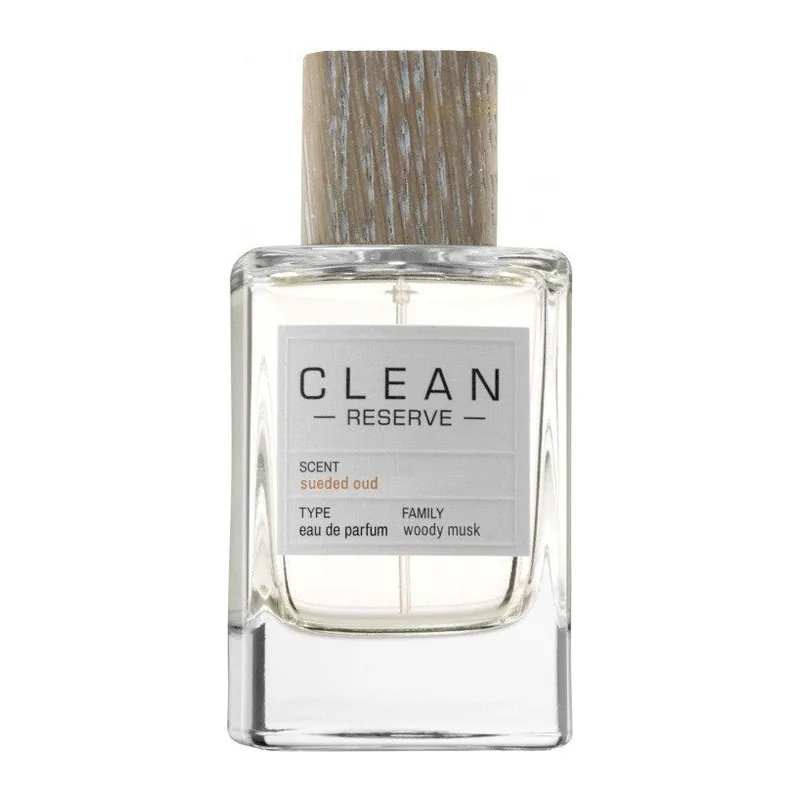 CLEAN
— RESERVE —
SCENT
sueded oud
TYPE FAMILY
eau de parfum woody musk